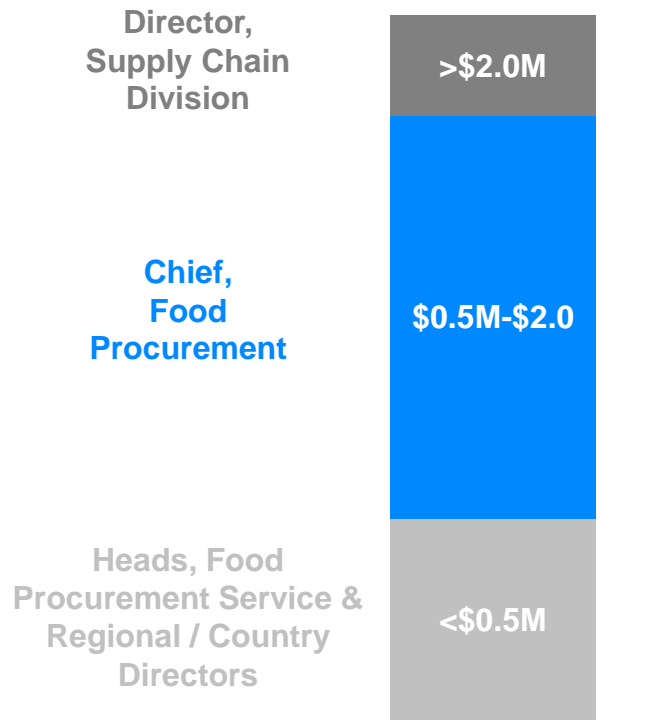 Director,
Supply Chain
Division
>$2.0M
Chief,
Food
Procurement
$0.5M-$2.0
Heads, Food
Procurement Service &
Regional / Country
Directors
<$0.5M